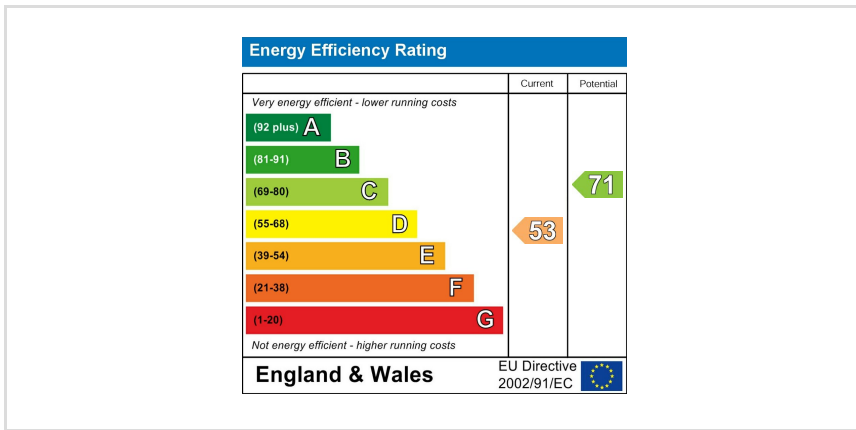 Energy Efficiency Rating
Current Potential
Very energy efficient - lower running costs
(92 plus) A
(81-91) B
(69-80) C
71
(55-68) D
53
(39-54) E
(21-38) F
(1-20) G
Not energy efficient - higher running costs
England & Wales
EU Directive
2002/91/EC